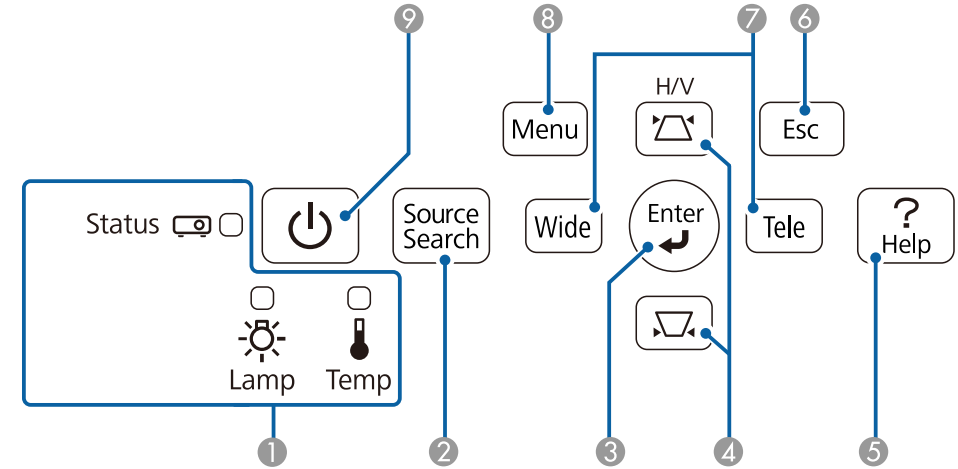 9
8
7
6
H/V
Menu
Esc
Status
Source
Search
Wide
Enter
Tele
?
Help
Lamp
Temp
1
2
3
4
5